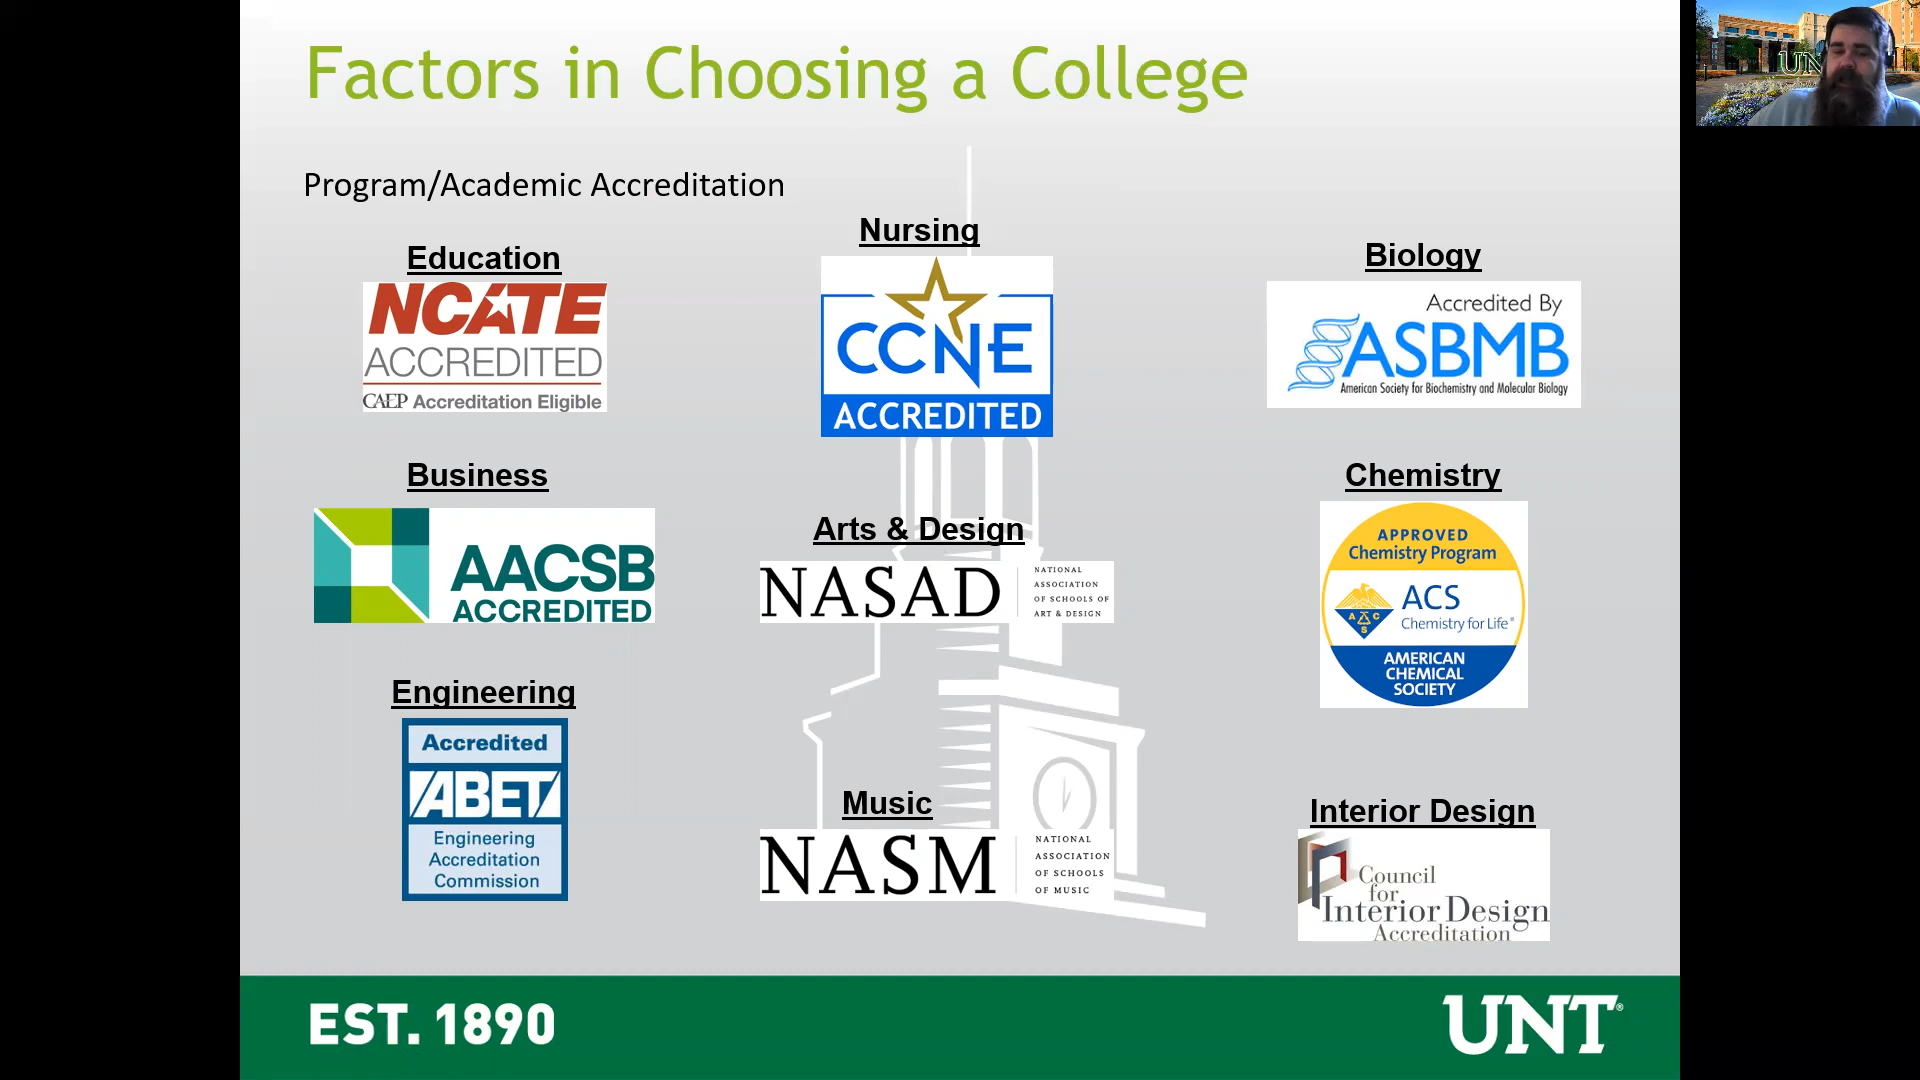 Factors in Choosing a College
Program/Academic Accreditation
Education
NCATE
ACCREDITED
CAEP Accreditation Eligible
Business
AACSB
ACCREDITED
Engineering
Accredited
ABET
Engineering
Accreditation
Commission
Nursing
CCNE
ACCREDITED
Arts & Design
NASAD
NATIONAL
ASSOCIATION
OF SCHOOLS OF
ART & DESIGN
Music
NASM
NATIONAL
ASSOCIATION
OF SCHOOLS
OF MUSIC
Biology
Accredited By
ASBMB
American Society for Biochemistry and Molecular Biology
Chemistry
APPROVED
Chemistry Program
ACS
Chemistry for Life®
A C S
AMERICAN
CHEMICAL
SOCIETY
Interior Design
Council
for
Interior Design
Accreditation
EST. 1890
UNT®
UN